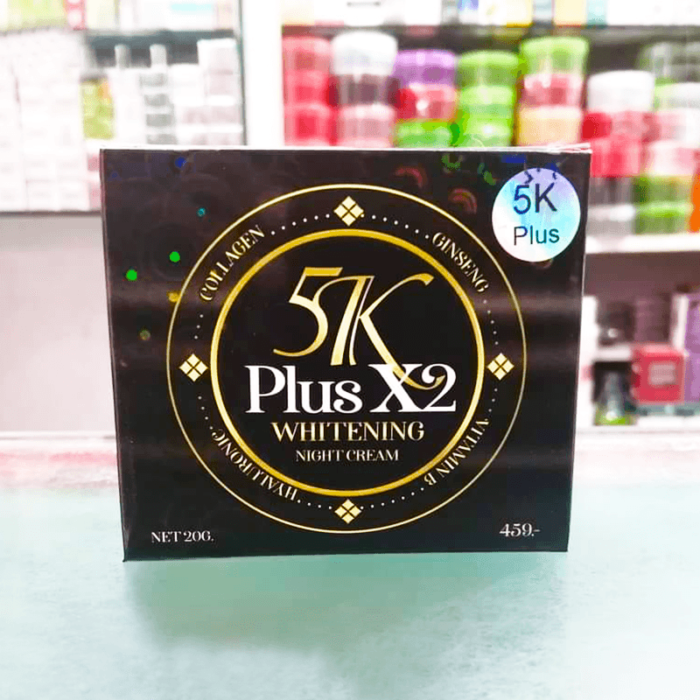 5K
Plus
COLLAGEN
GINSENG
5K
Plus X2
WHITENING
NIGHT CREAM
HYALURONIC
VITAMIN B
NET 20G.
459.-